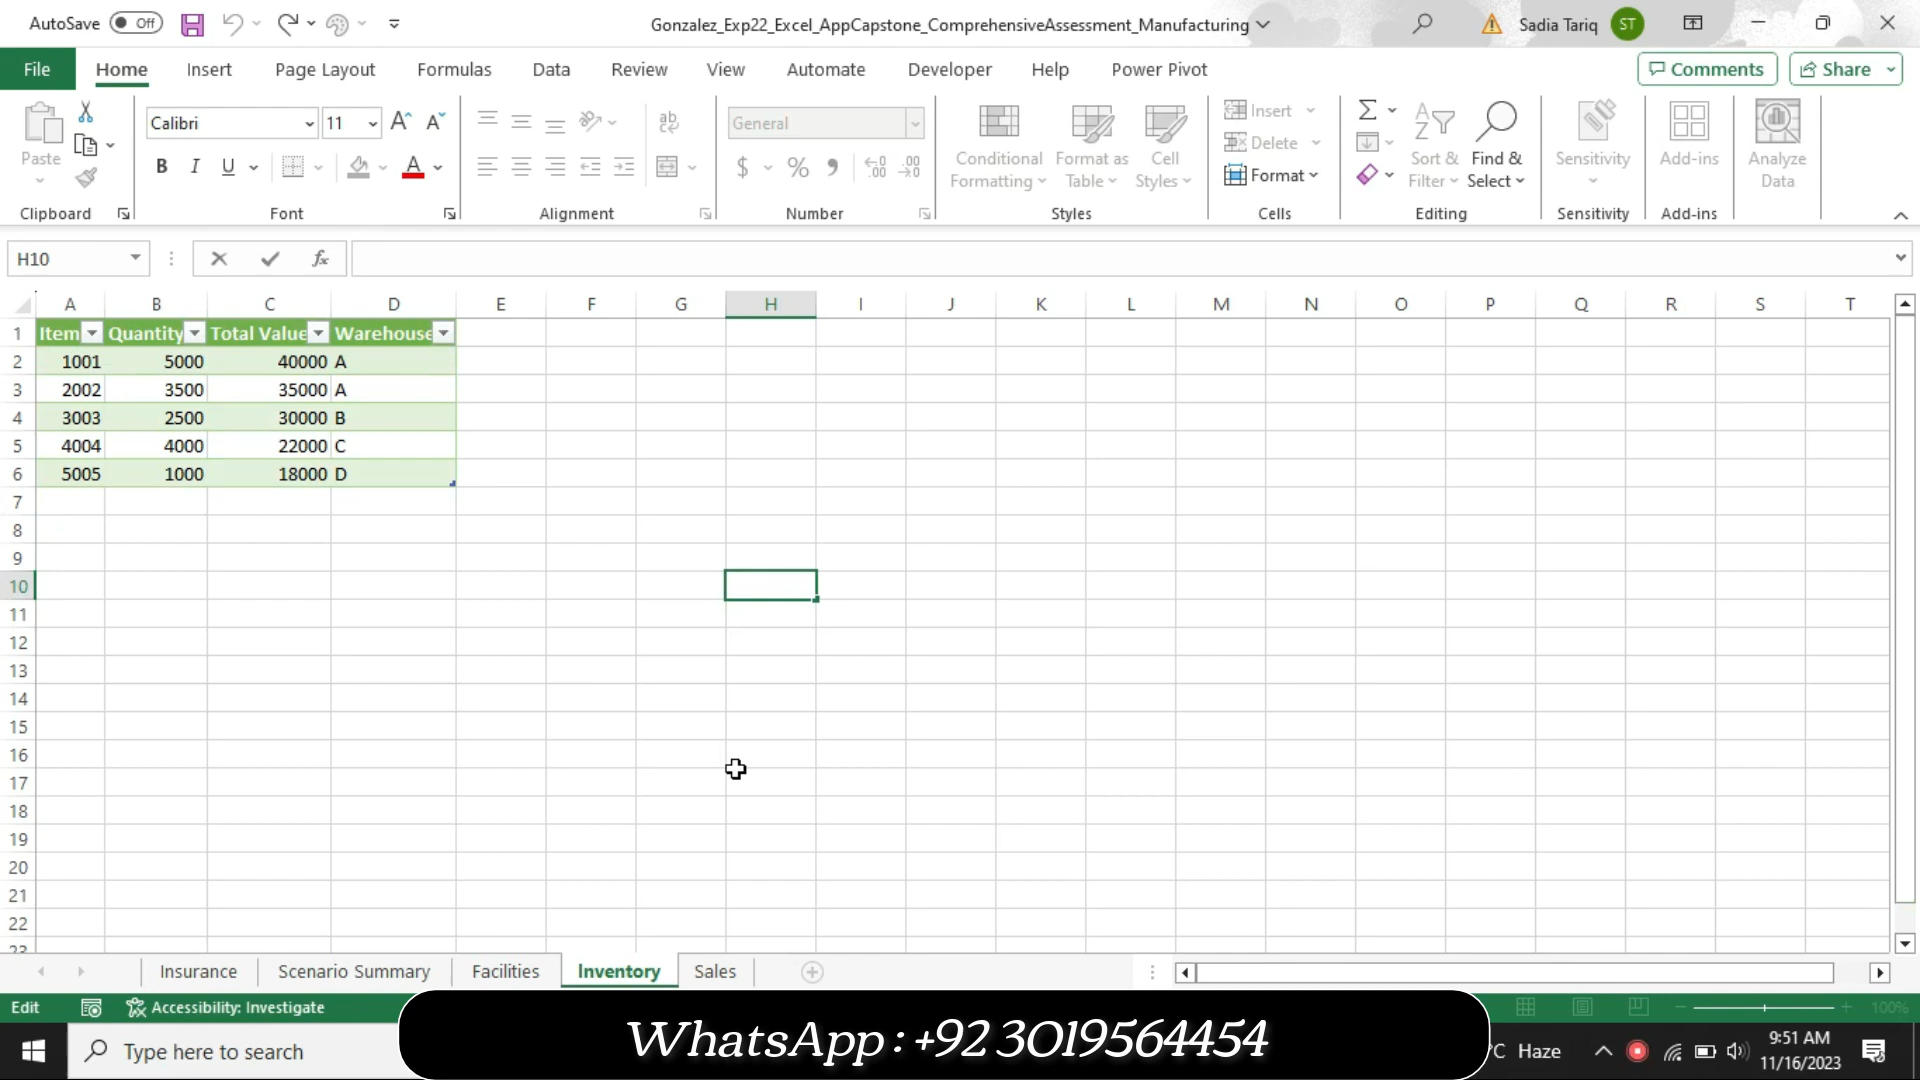 AutoSave Off
Gonzalez_Exp22_Excel_AppCapstone_ComprehensiveAssessment_Manufacturing
Sadia Tariq ST
File Home Insert Page Layout Formulas Data Review View Automate Developer Help Power Pivot
Comments Share
Paste
Calibri 11
B I U
General
$ %
Conditional Formatting
Format as Table
Cell Styles
Insert
Delete
Format
Sort & Filter
Find & Select
Sensitivity
Add-ins
Analyze Data
Clipboard Font Alignment Number Styles Cells Editing Sensitivity Add-ins
H10 fx
A B C D E F G H I J K L M N O P Q R S T
1 Item Quantity Total Value Warehouse
2 1001 5000 40000 A
3 2002 3500 35000 A
4 3003 2500 30000 B
5 4004 4000 22000 C
6 5005 1000 18000 D
7
8
9
10
11
12
13
14
15
16
17
18
19
20
21
22
23
Insurance Scenario Summary Facilities Inventory Sales
Edit Accessibility: Investigate 100%
WhatsApp : +92 3019564454
Type here to search
°C Haze
9:51 AM
11/16/2023